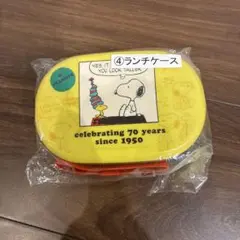 ④ランチケース
YES, IT
YOU LOOK TALLER
celebrating 70 years
since 1950